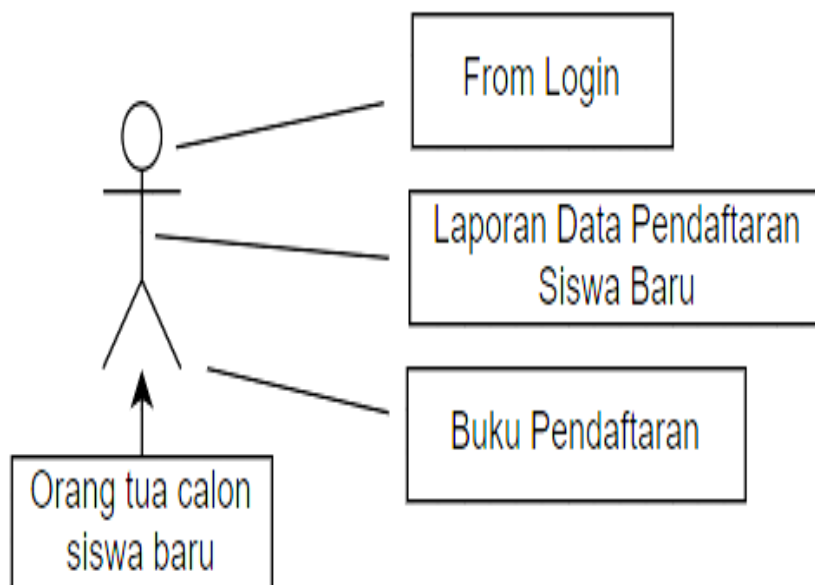 From Login
Laporan Data Pendaftaran
Siswa Baru
Buku Pendaftaran
Orang tua calon
siswa baru